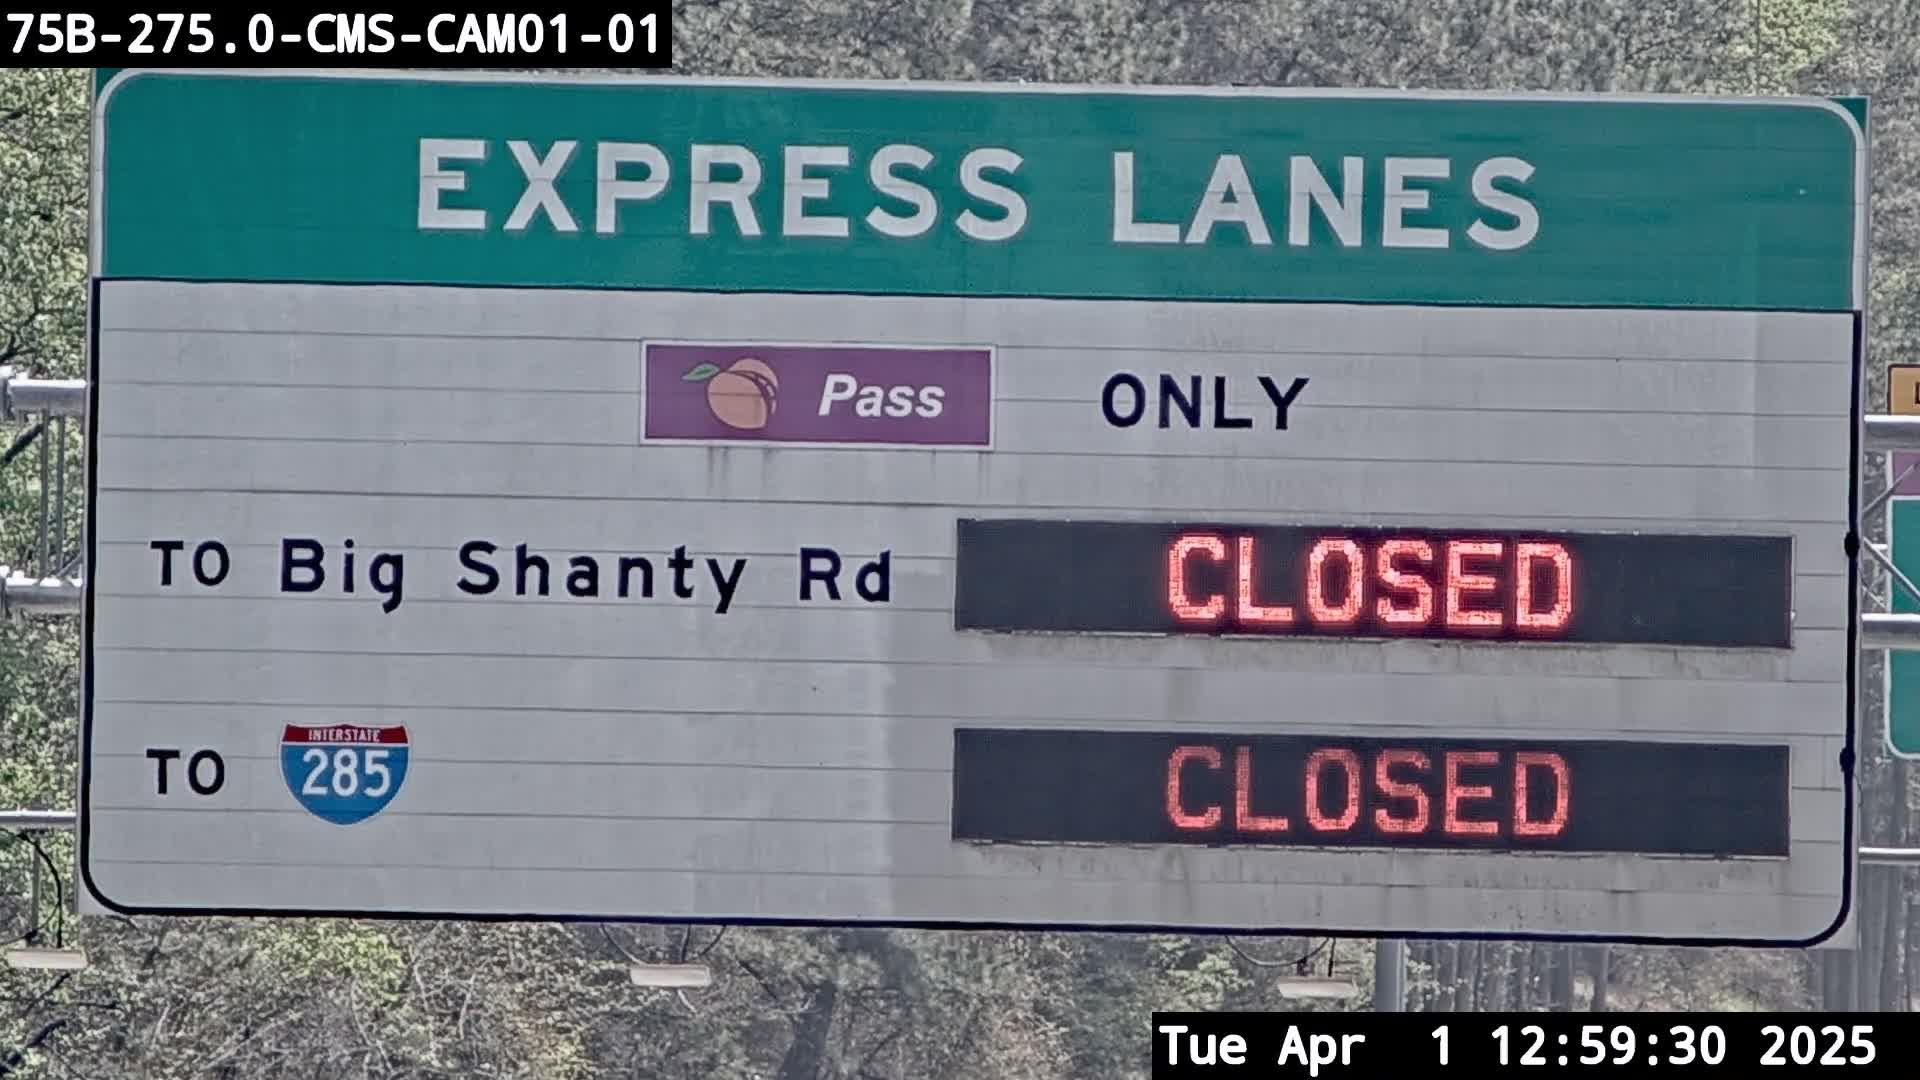 75B-275.0-CMS-CAM01-01
EXPRESS LANES
Pass ONLY
TO Big Shanty Rd CLOSED
TO INTERSTATE 285 CLOSED
Tue Apr 1 12:59:30 2025